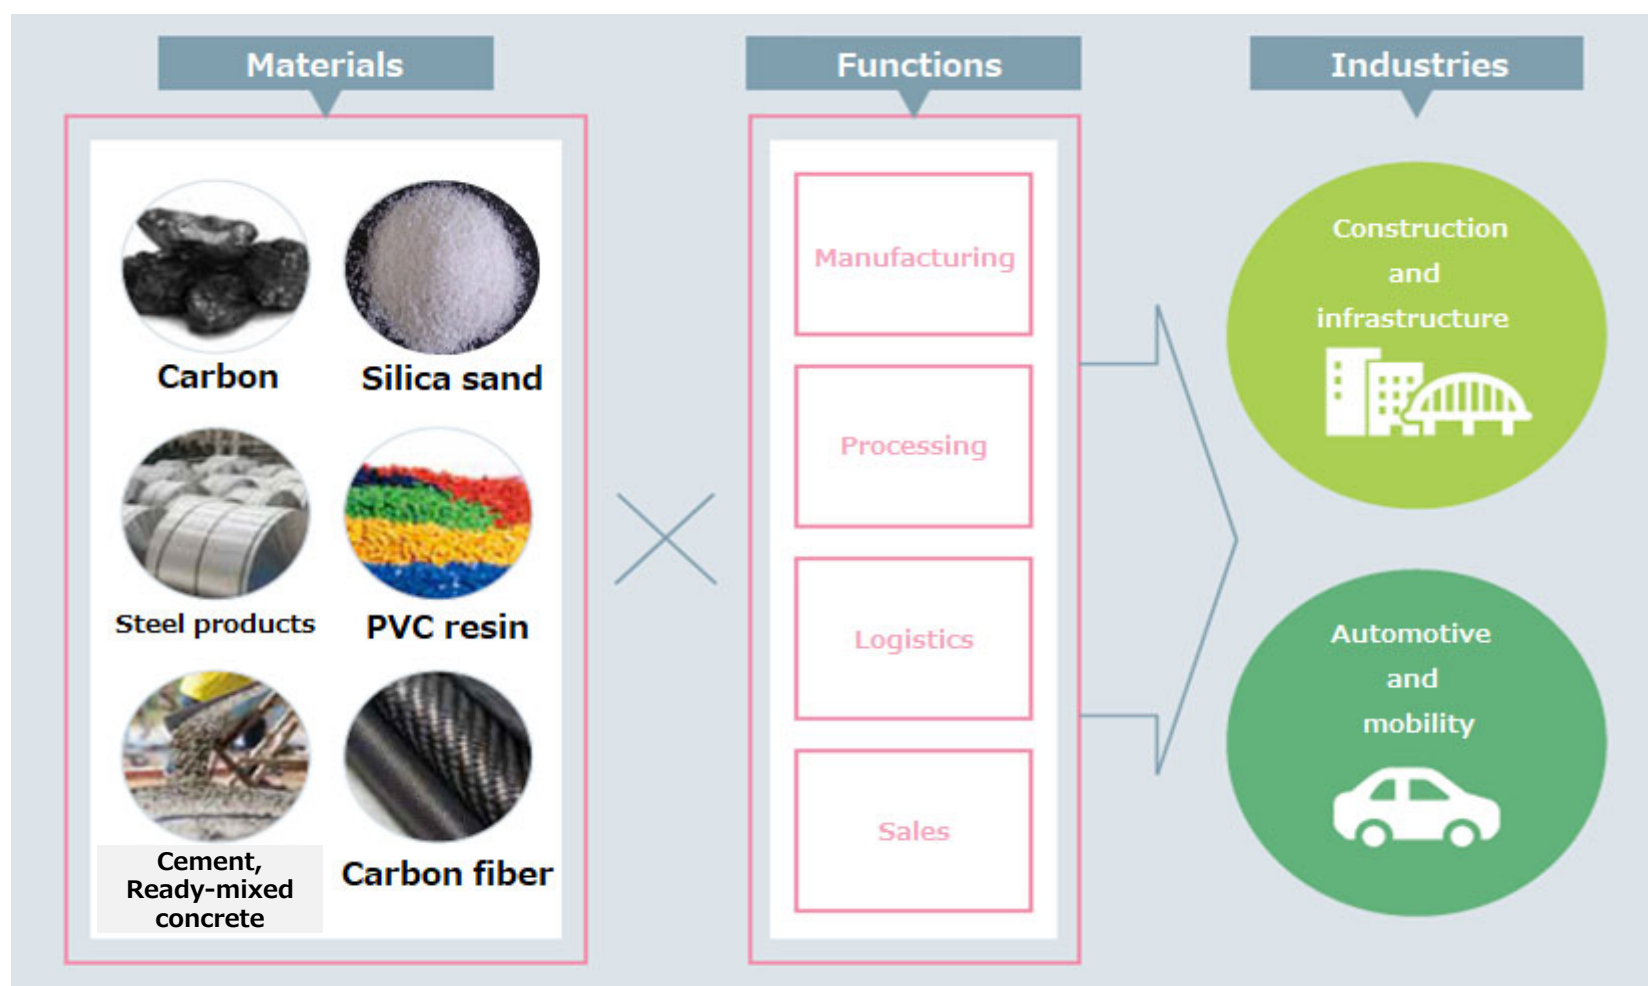 Materials
Functions
Industries
Carbon
Silica sand
Steel products
PVC resin
Cement,
Ready-mixed
concrete
Carbon fiber
Manufacturing
Processing
Logistics
Sales
Construction
and
infrastructure
Automotive
and
mobility